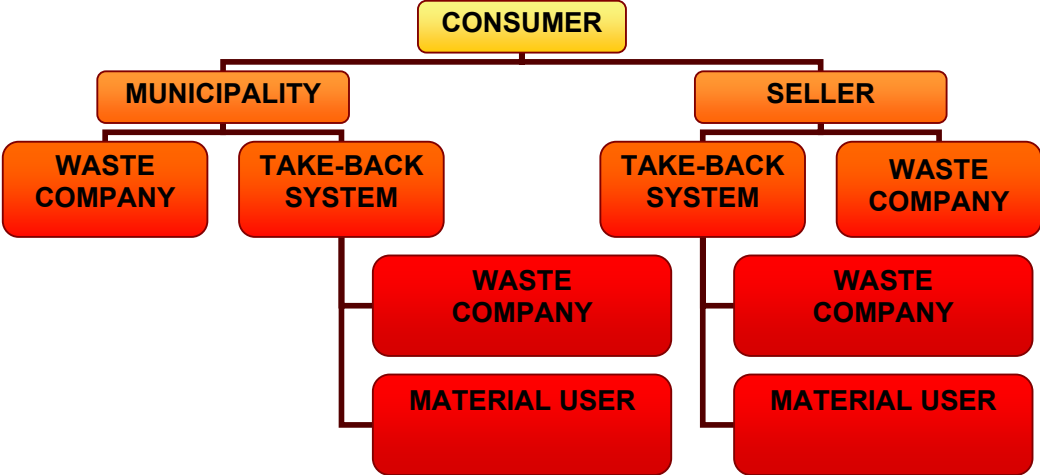 CONSUMER
MUNICIPALITY
SELLER
WASTE
COMPANY
TAKE-BACK
SYSTEM
TAKE-BACK
SYSTEM
WASTE
COMPANY
WASTE
COMPANY
WASTE
COMPANY
MATERIAL USER
MATERIAL USER